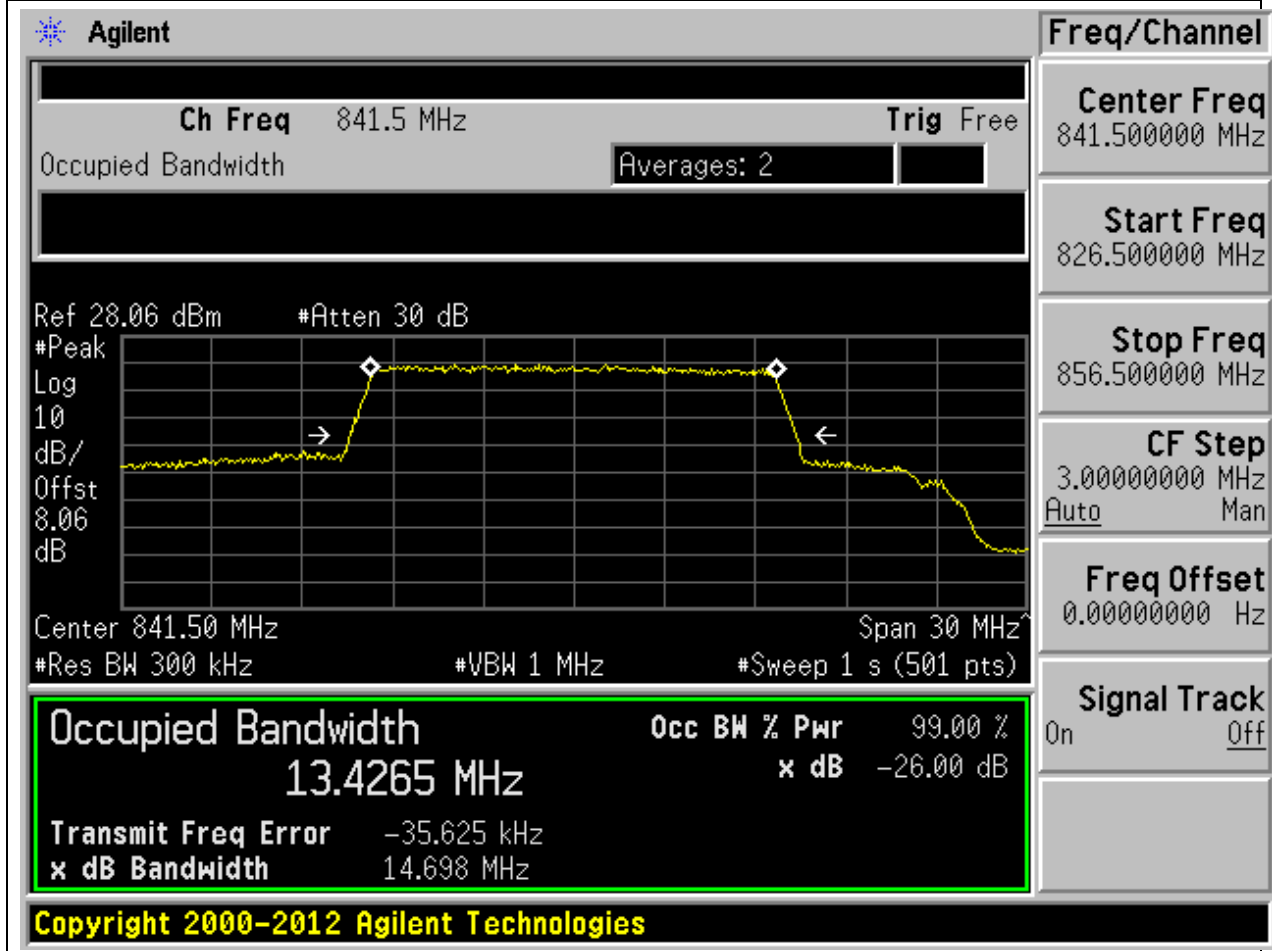 Agilent
Freq/Channel
Ch Freq 841.5 MHz Trig Free
Occupied Bandwidth Averages: 2
Ref 28.06 dBm #Atten 30 dB
#Peak
Log
10
dB/
Offst
8.06
dB
Center 841.50 MHz Span 30 MHz^
#Res BW 300 kHz #VBW 1 MHz #Sweep 1 s (501 pts)
Occupied Bandwidth
13.4265 MHz
Occ BW % Pwr 99.00 %
x dB -26.00 dB
Transmit Freq Error -35.625 kHz
x dB Bandwidth 14.698 MHz
Copyright 2000-2012 Agilent Technologies
Center Freq
841.500000 MHz
Start Freq
826.500000 MHz
Stop Freq
856.500000 MHz
CF Step
3.00000000 MHz
Auto Man
Freq Offset
0.00000000 Hz
Signal Track
On Off